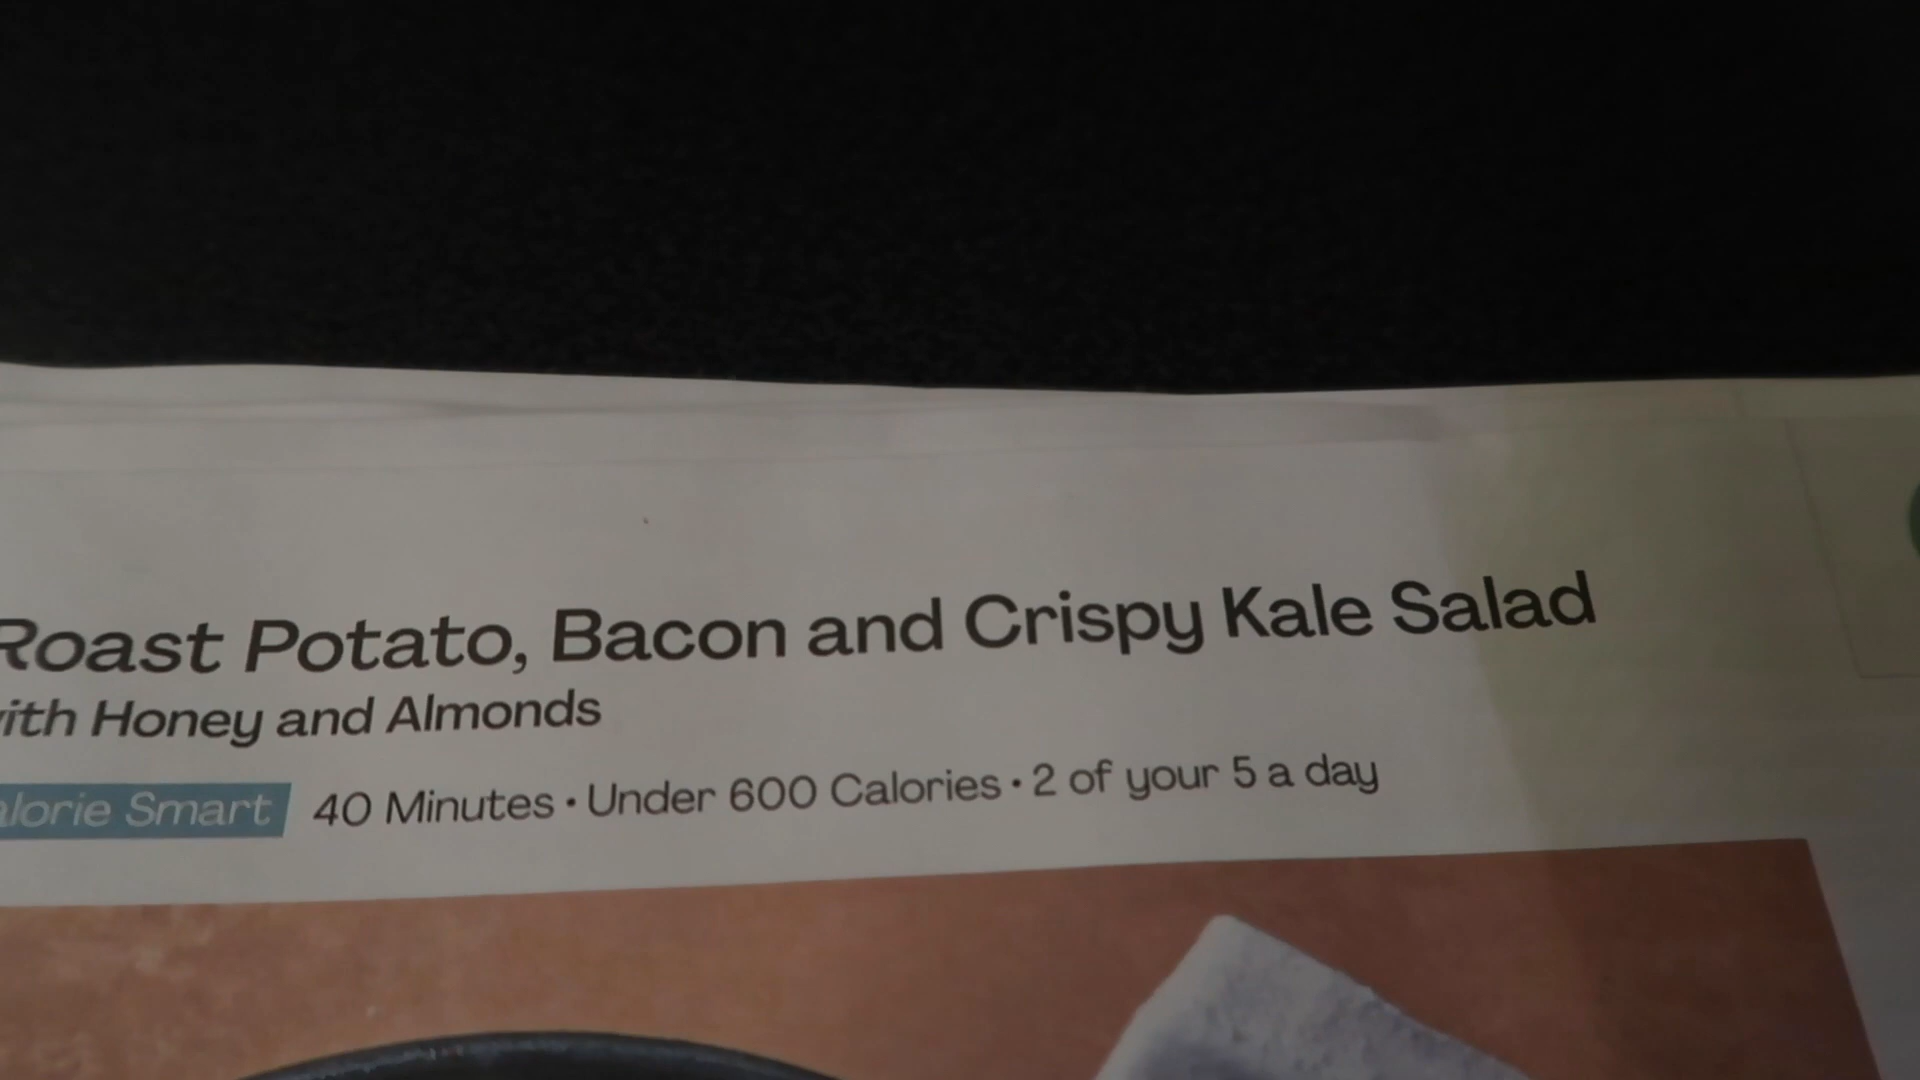 Roast Potato, Bacon and Crispy Kale Salad
with Honey and Almonds
alorie Smart 40 Minutes • Under 600 Calories • 2 of your 5 a day